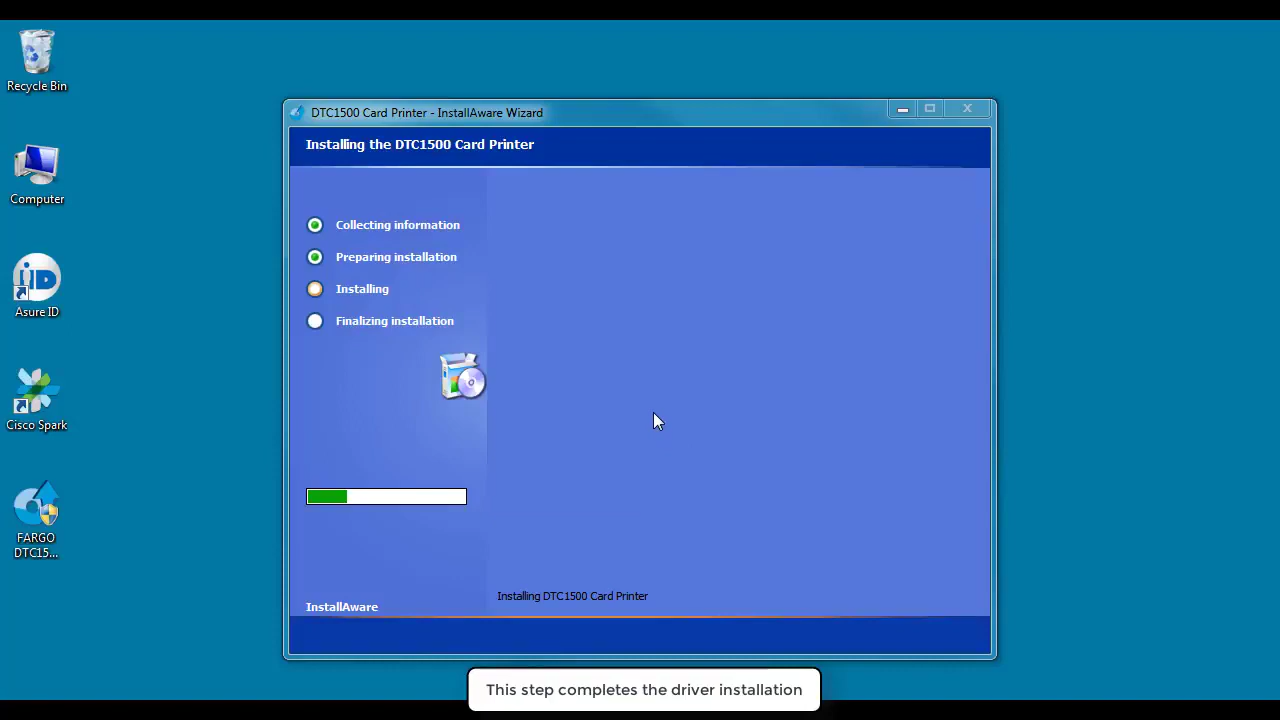 Recycle Bin
Computer
Asure ID
Cisco Spark
FARGO
DTC15...
DTC1500 Card Printer - InstallAware Wizard
Installing the DTC1500 Card Printer
Collecting information
Preparing installation
Installing
Finalizing installation
Installing DTC1500 Card Printer
InstallAware
This step completes the driver installation